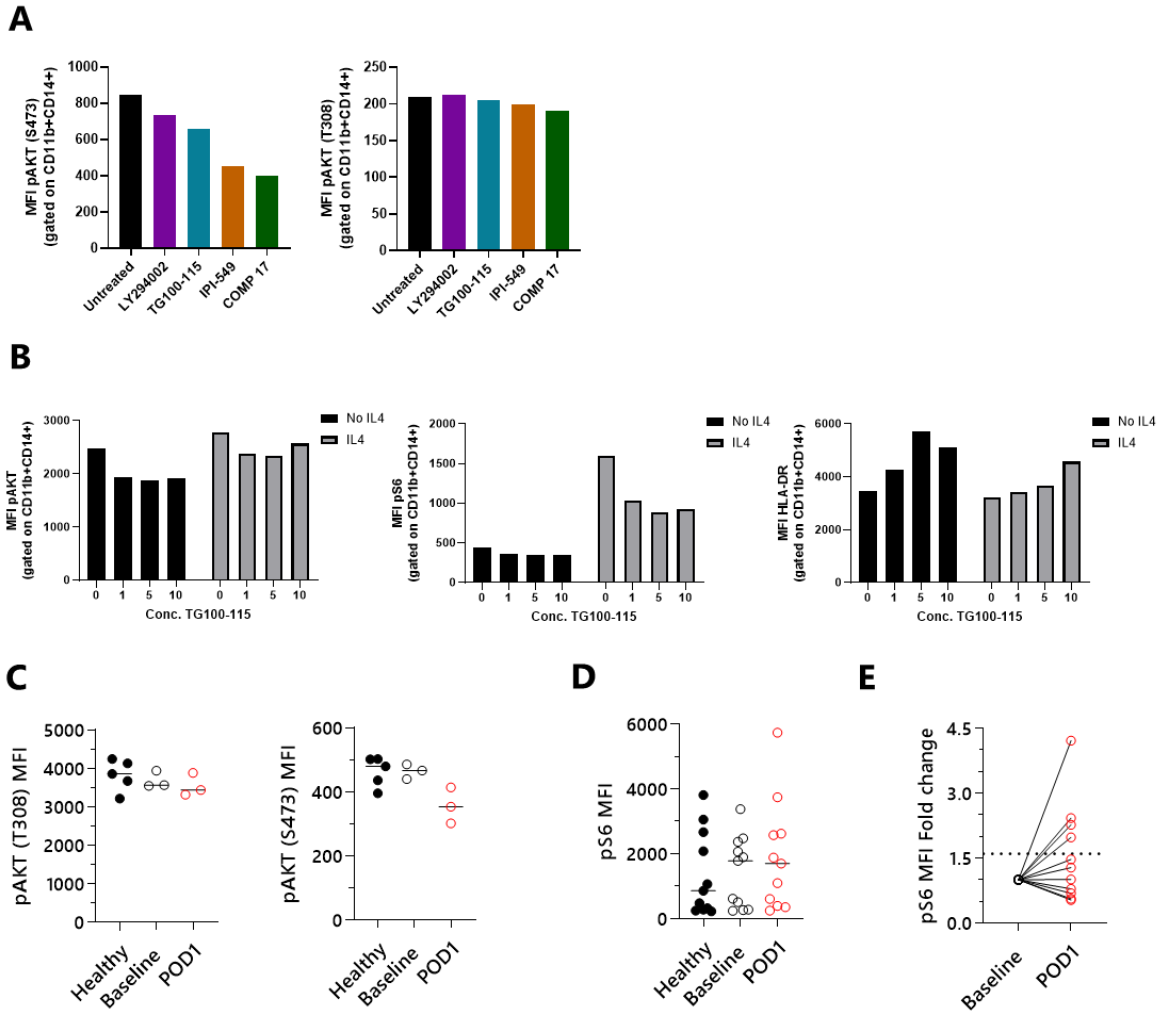 A
MFI pAKT (S473)
(gated on CD11b+CD14+)
1000
800
600
400
200
0
Untreated
LY294002
TG100-115
IPI-549
COMP 17
MFI pAKT (T308)
(gated on CD11b+CD14+)
250
200
150
100
50
0
Untreated
LY294002
TG100-115
IPI-549
COMP 17
B
MFI pAKT
(gated on CD11b+CD14+)
3000
2000
1000
0
0 1 5 10 0 1 5 10
Conc. TG100-115
No IL4
IL4
MFI pS6
(gated on CD11b+CD14+)
2000
1500
1000
500
0
0 1 5 10 0 1 5 10
Conc. TG100-115
No IL4
IL4
MFI HLA-DR
(gated on CD11b+CD14+)
6000
4000
2000
0
0 1 5 10 0 1 5 10
Conc. TG100-115
No IL4
IL4
C
pAKT (T308) MFI
5000
4000
3000
2000
1000
0
Healthy
Baseline
POD1
pAKT (S473) MFI
600
400
200
0
Healthy
Baseline
POD1
D
pS6 MFI
6000
4000
2000
0
Healthy
Baseline
POD1
E
pS6 MFI Fold change
4.5
3.0
1.5
0.0
Baseline
POD1